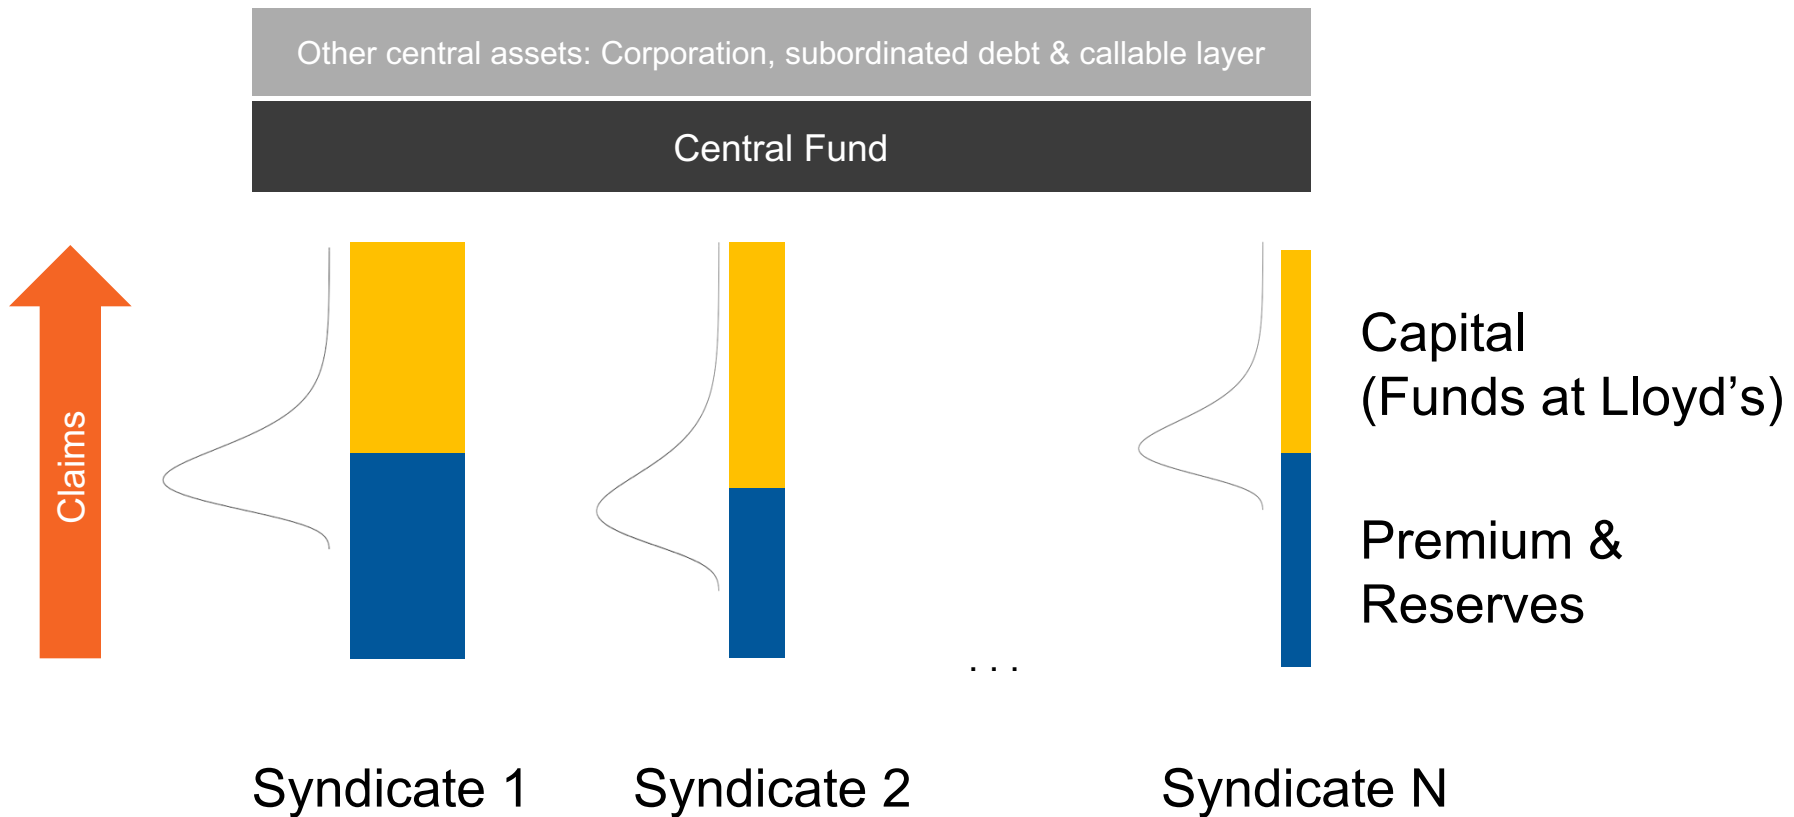 Other central assets: Corporation, subordinated debt & callable layer
Central Fund
Claims
Capital
(Funds at Lloyd’s)
Premium &
Reserves
. . .
Syndicate 1
Syndicate 2
Syndicate N